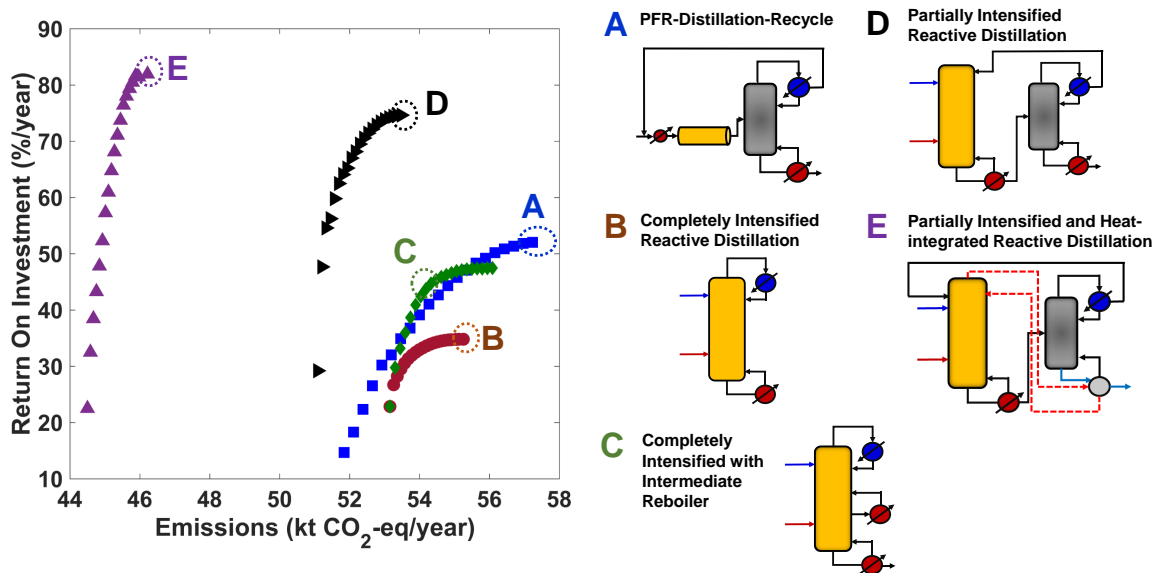 Return On Investment (%/year)
90
80
70
60
50
40
30
20
10
44
46
48
50
52
54
56
58
Emissions (kt CO₂-eq/year)
E
D
A
C
B
A
PFR-Distillation-Recycle
D
Partially Intensified
Reactive Distillation
B
Completely Intensified
Reactive Distillation
E
Partially Intensified and Heat-
integrated Reactive Distillation
C
Completely
Intensified with
Intermediate
Reboiler